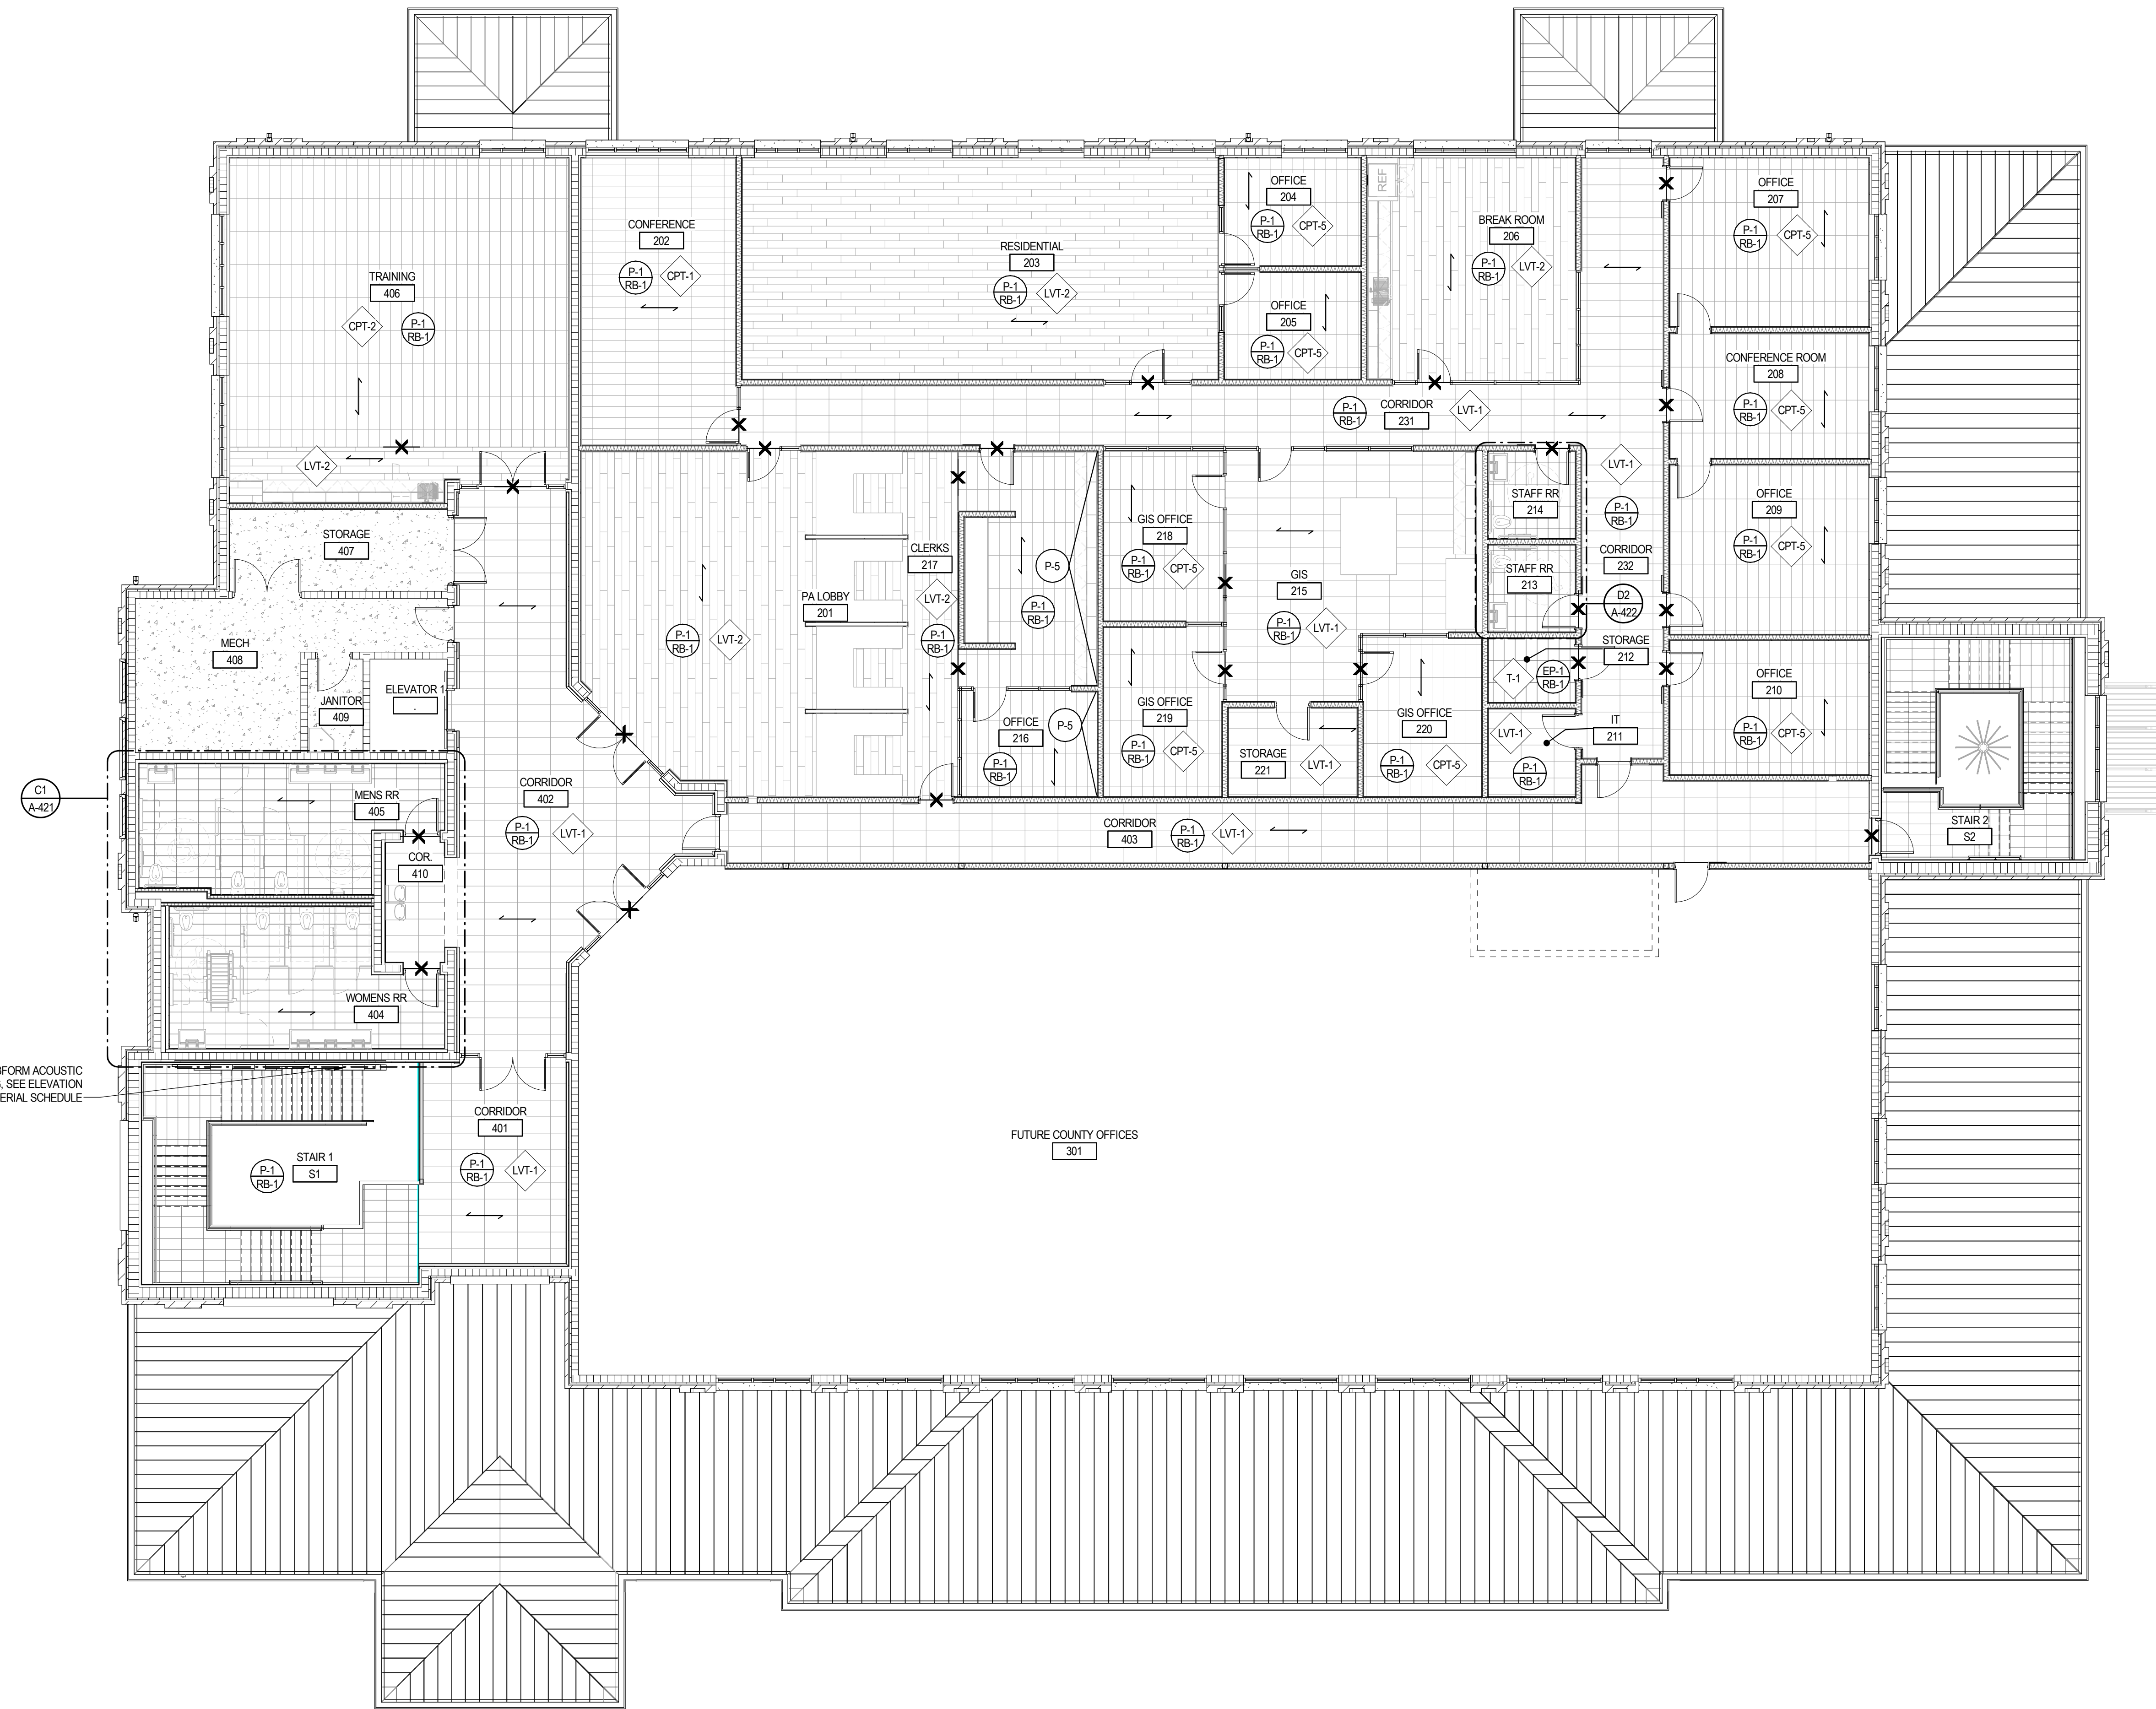 OFFICE
204
P-1
RB-1
CPT-5
REF
BREAK ROOM
206
P-1
RB-1
LVT-2
OFFICE
207
P-1
RB-1
CPT-5
CONFERENCE
202
P-1
RB-1
CPT-1
RESIDENTIAL
203
P-1
RB-1
LVT-2
TRAINING
406
CPT-2
P-1
RB-1
LVT-2
OFFICE
205
P-1
RB-1
CPT-5
CONFERENCE ROOM
208
P-1
RB-1
CPT-5
P-1
RB-1
CORRIDOR
231
LVT-1
LVT-1
P-1
RB-1
CORRIDOR
232
OFFICE
209
P-1
RB-1
CPT-5
STORAGE
407
CLERKS
217
LVT-2
P-1
RB-1
PA LOBBY
201
P-1
RB-1
LVT-2
P-5
P-1
RB-1
GIS OFFICE
218
P-1
RB-1
CPT-5
GIS
215
P-1
RB-1
LVT-1
STAFF RR
214
STAFF RR
213
D2
A-422
STORAGE
212
T-1
EP-1
RB-1
MECH
408
JANITOR
409
ELEVATOR 1
.
OFFICE
216
P-5
P-1
RB-1
GIS OFFICE
219
P-1
RB-1
CPT-5
STORAGE
221
LVT-1
GIS OFFICE
220
P-1
RB-1
CPT-5
LVT-1
IT
211
P-1
RB-1
OFFICE
210
P-1
RB-1
CPT-5
C1
A-421
MENS RR
405
CORRIDOR
402
P-1
RB-1
LVT-1
CORRIDOR
403
P-1
RB-1
LVT-1
STAIR 2
S2
COR.
410
WOMENS RR
404
FORM ACOUSTIC
, SEE ELEVATION
ERIAL SCHEDULE
CORRIDOR
401
P-1
RB-1
LVT-1
STAIR 1
S1
P-1
RB-1
FUTURE COUNTY OFFICES
301